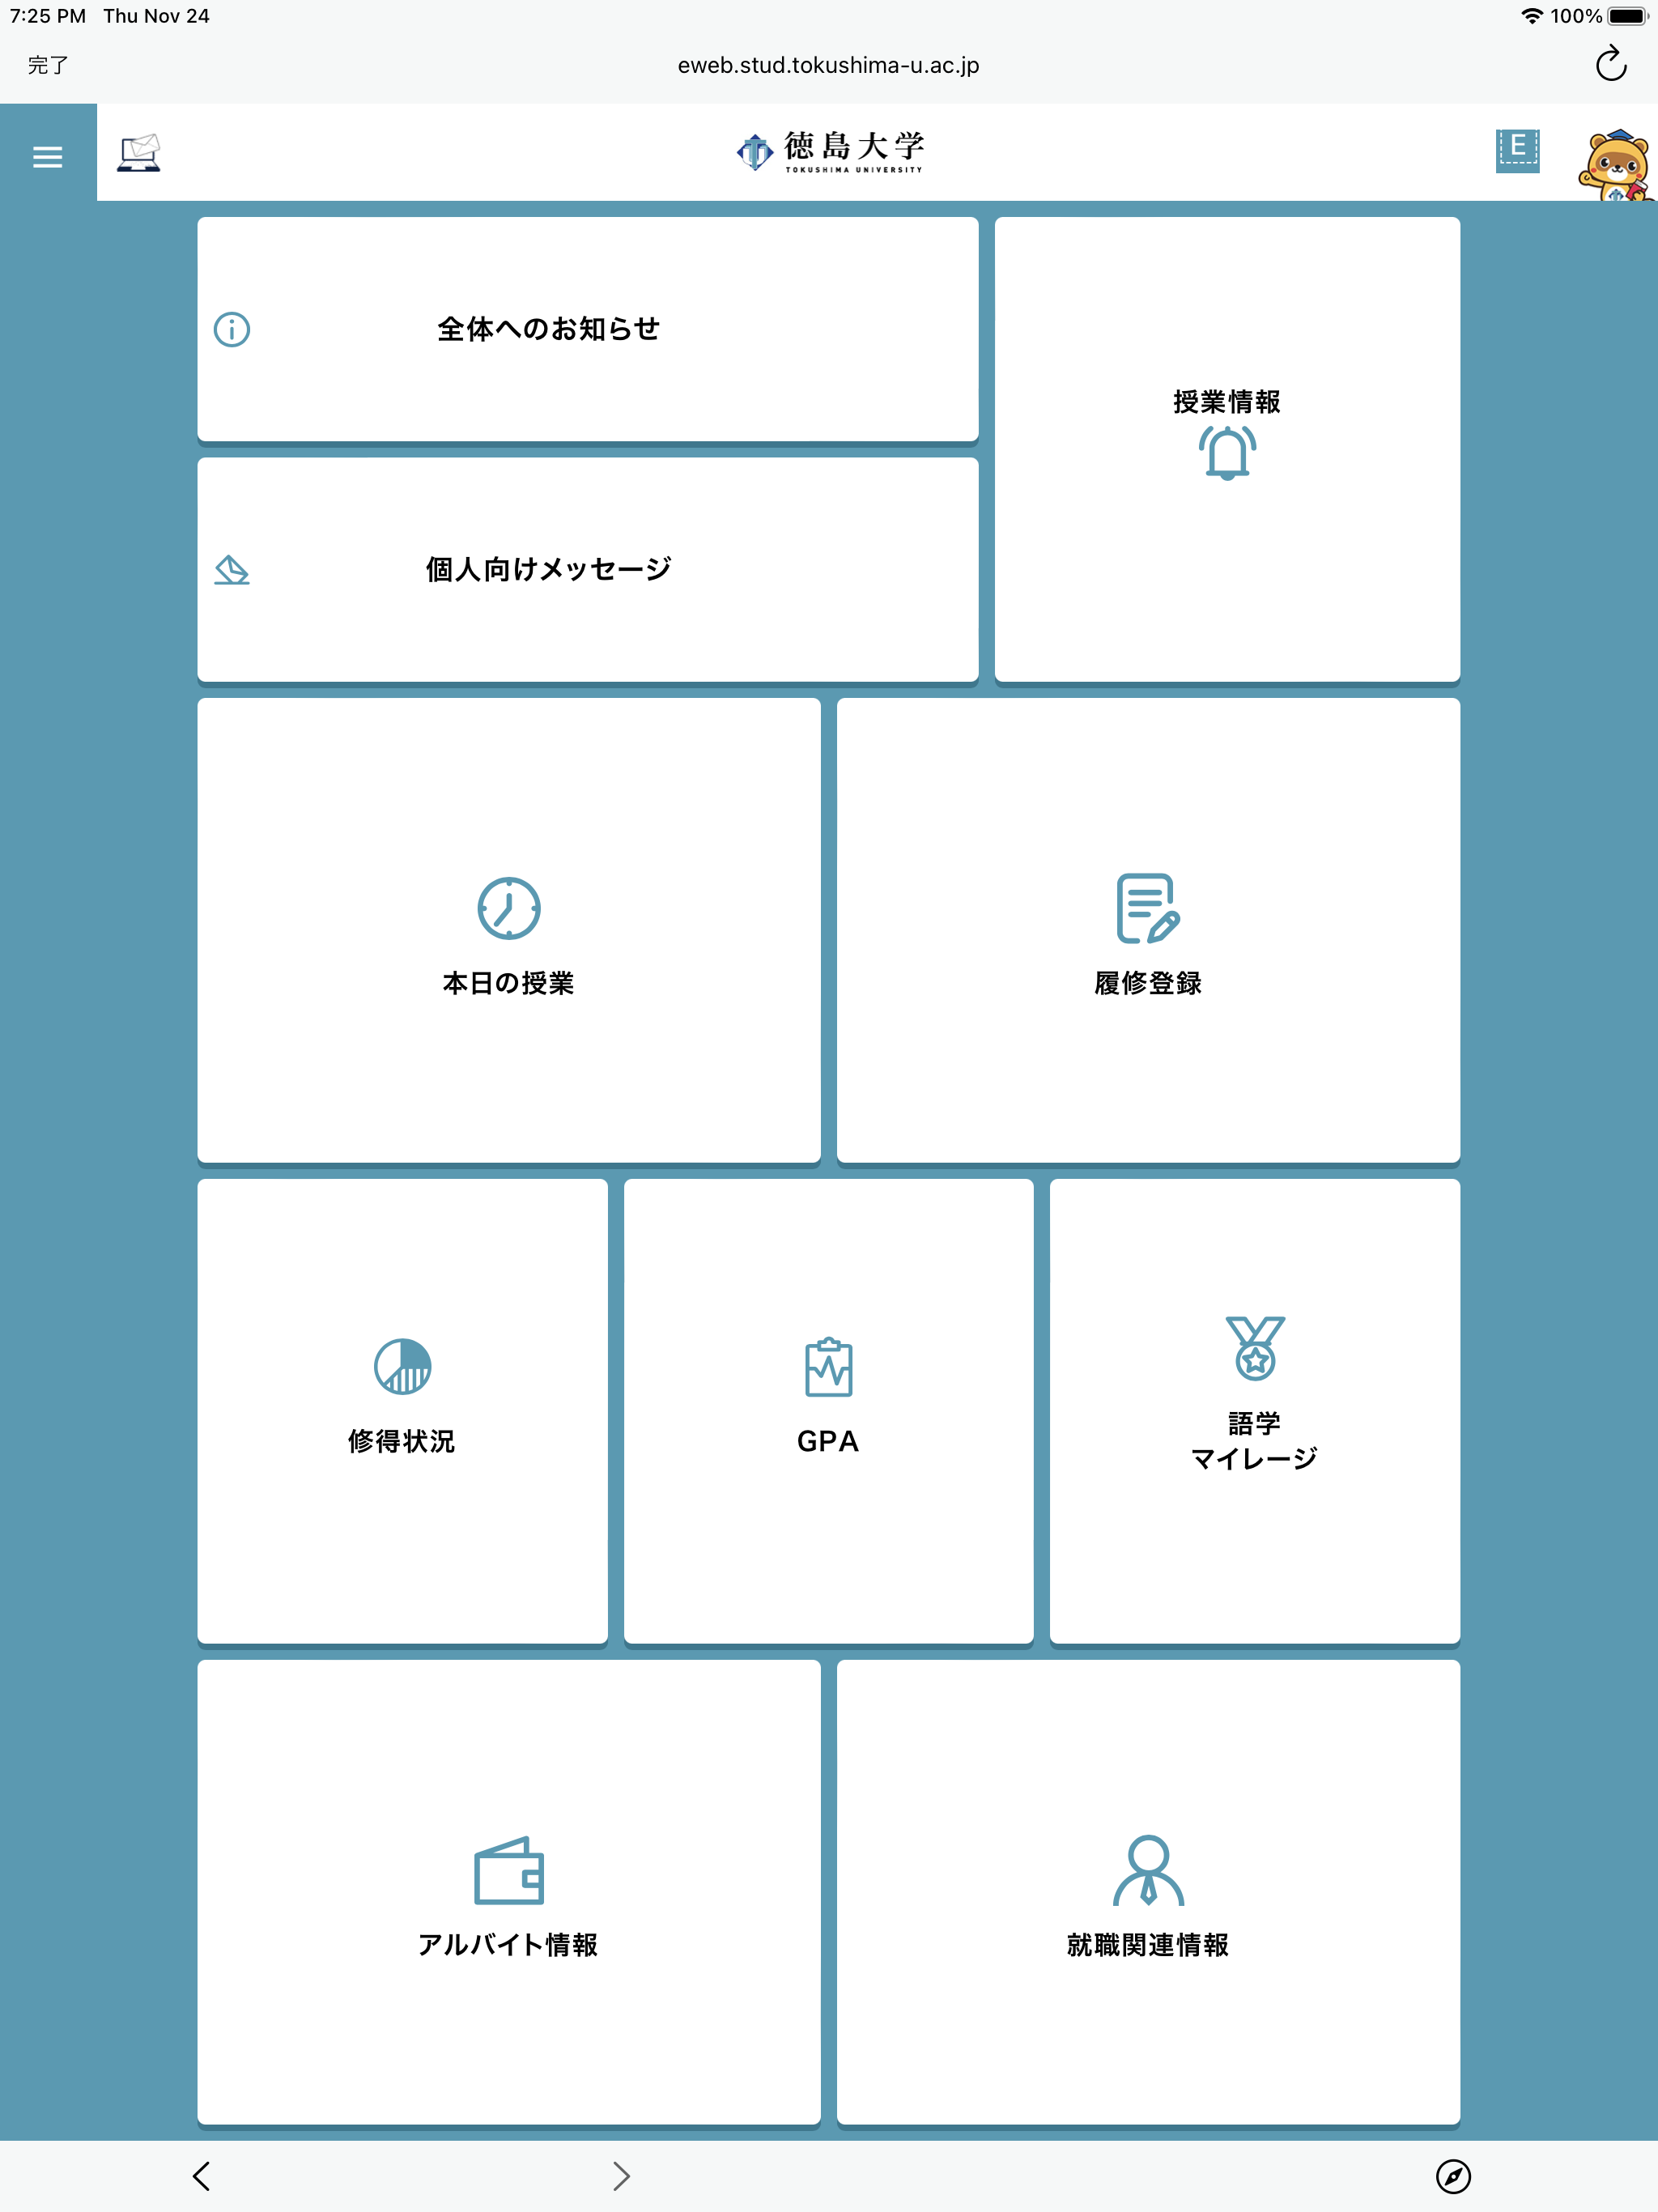 7:25 PM Thu Nov 24
100%
完了
eweb.stud.tokushima-u.ac.jp
徳島大学
TOKUSHIMA UNIVERSITY
E
全体へのお知らせ
授業情報
個人向けメッセージ
本日の授業
履修登録
修得状況
GPA
語学
マイレージ
アルバイト情報
就職関連情報